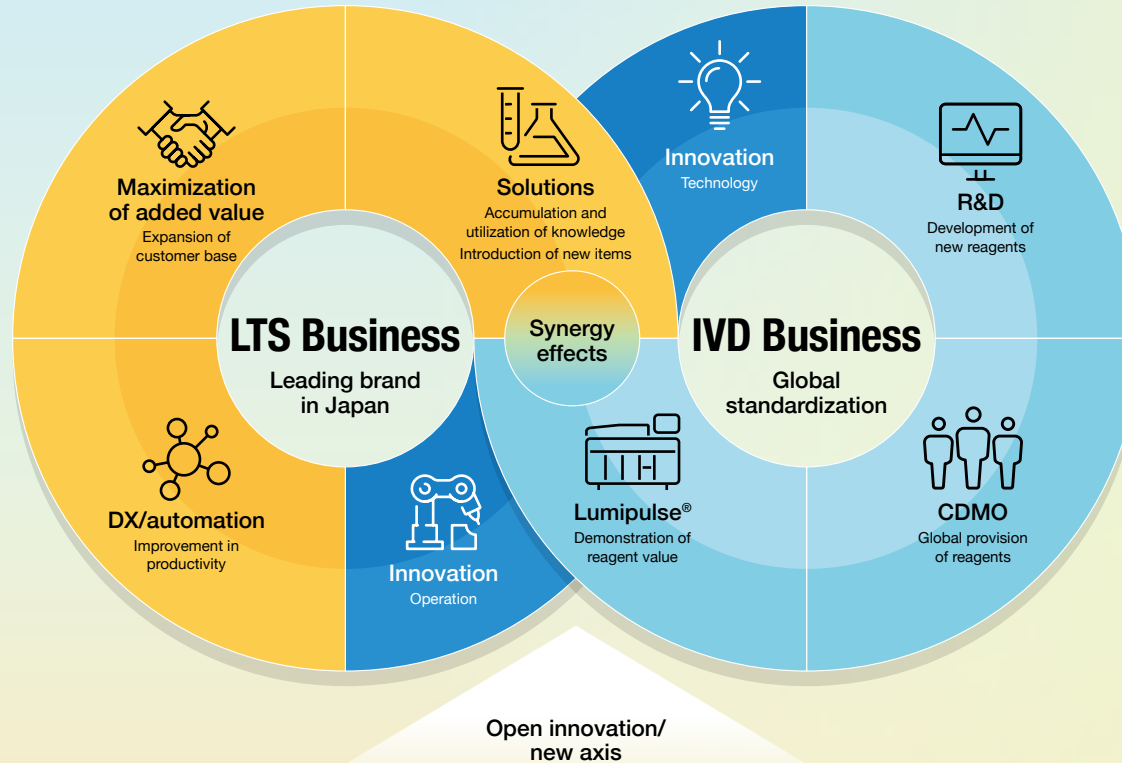 Maximization
of added value
Expansion of
customer base
Solutions
Accumulation and
utilization of knowledge
Introduction of new items
Innovation
Technology
R&D
Development of
new reagents
LTS Business
Leading brand
in Japan
Synergy
effects
IVD Business
Global
standardization
DX/automation
Improvement in
productivity
Innovation
Operation
Lumipulse®
Demonstration of
reagent value
CDMO
Global provision
of reagents
Open innovation/
new axis